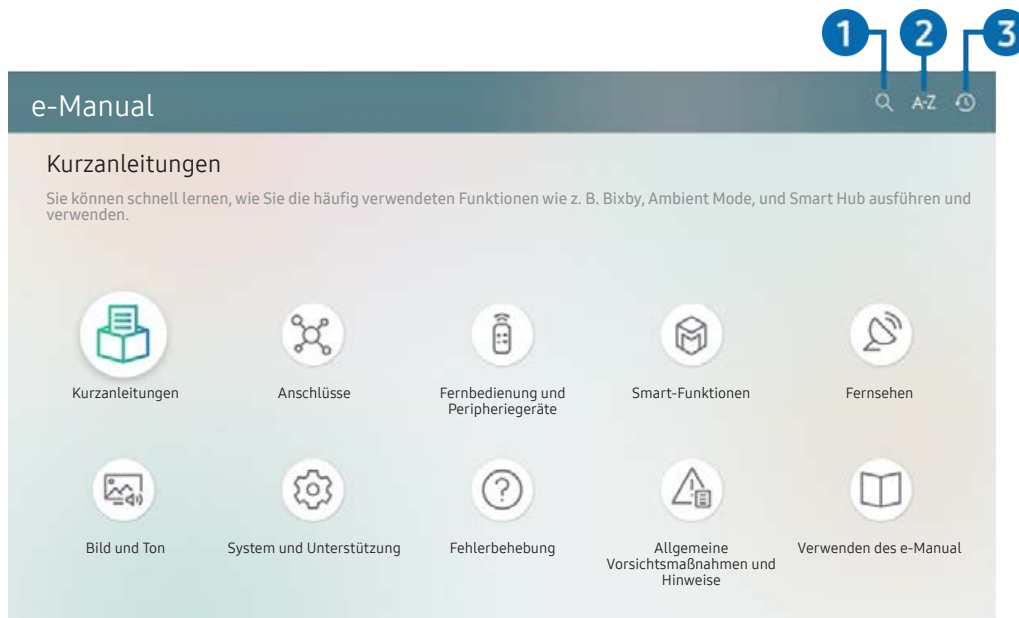 1 2 3
e-Manual A-Z
Kurzanleitungen
Sie können schnell lernen, wie Sie die häufig verwendeten Funktionen wie z. B. Bixby, Ambient Mode, und Smart Hub ausführen und
verwenden.
Kurzanleitungen
Anschlüsse
Fernbedienung und
Peripheriegeräte
Smart-Funktionen
Fernsehen
Bild und Ton
System und Unterstützung
Fehlerbehebung
Allgemeine
Vorsichtsmaßnahmen und
Hinweise
Verwenden des e-Manual